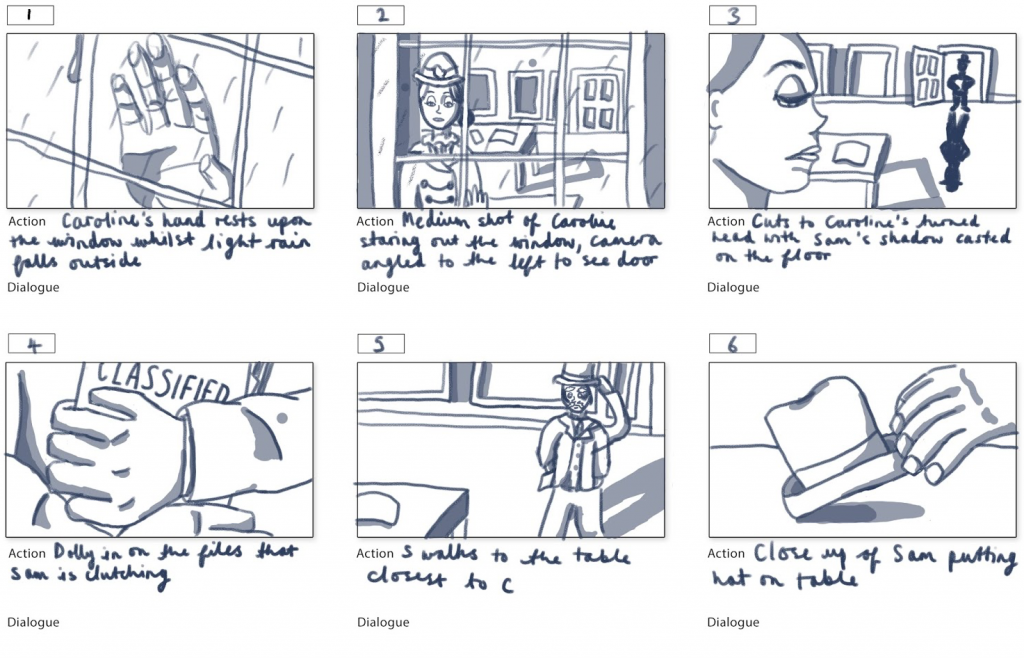 1
2
3
Action Caroline's hand rests upon
the window whilst light rain
falls outside
Dialogue
Action Medium shot of Caroline
staring out the window, camera
angled to the left to see door
Dialogue
Action Cuts to Caroline's turned
head with Sam's shadow casted
on the floor
Dialogue
4
5
6
CLASSIFIED
Action Dolly in on the files that
Sam is clutching
Dialogue
Action S walks to the table
closest to C
Dialogue
Action Close up of Sam putting
hat on table
Dialogue